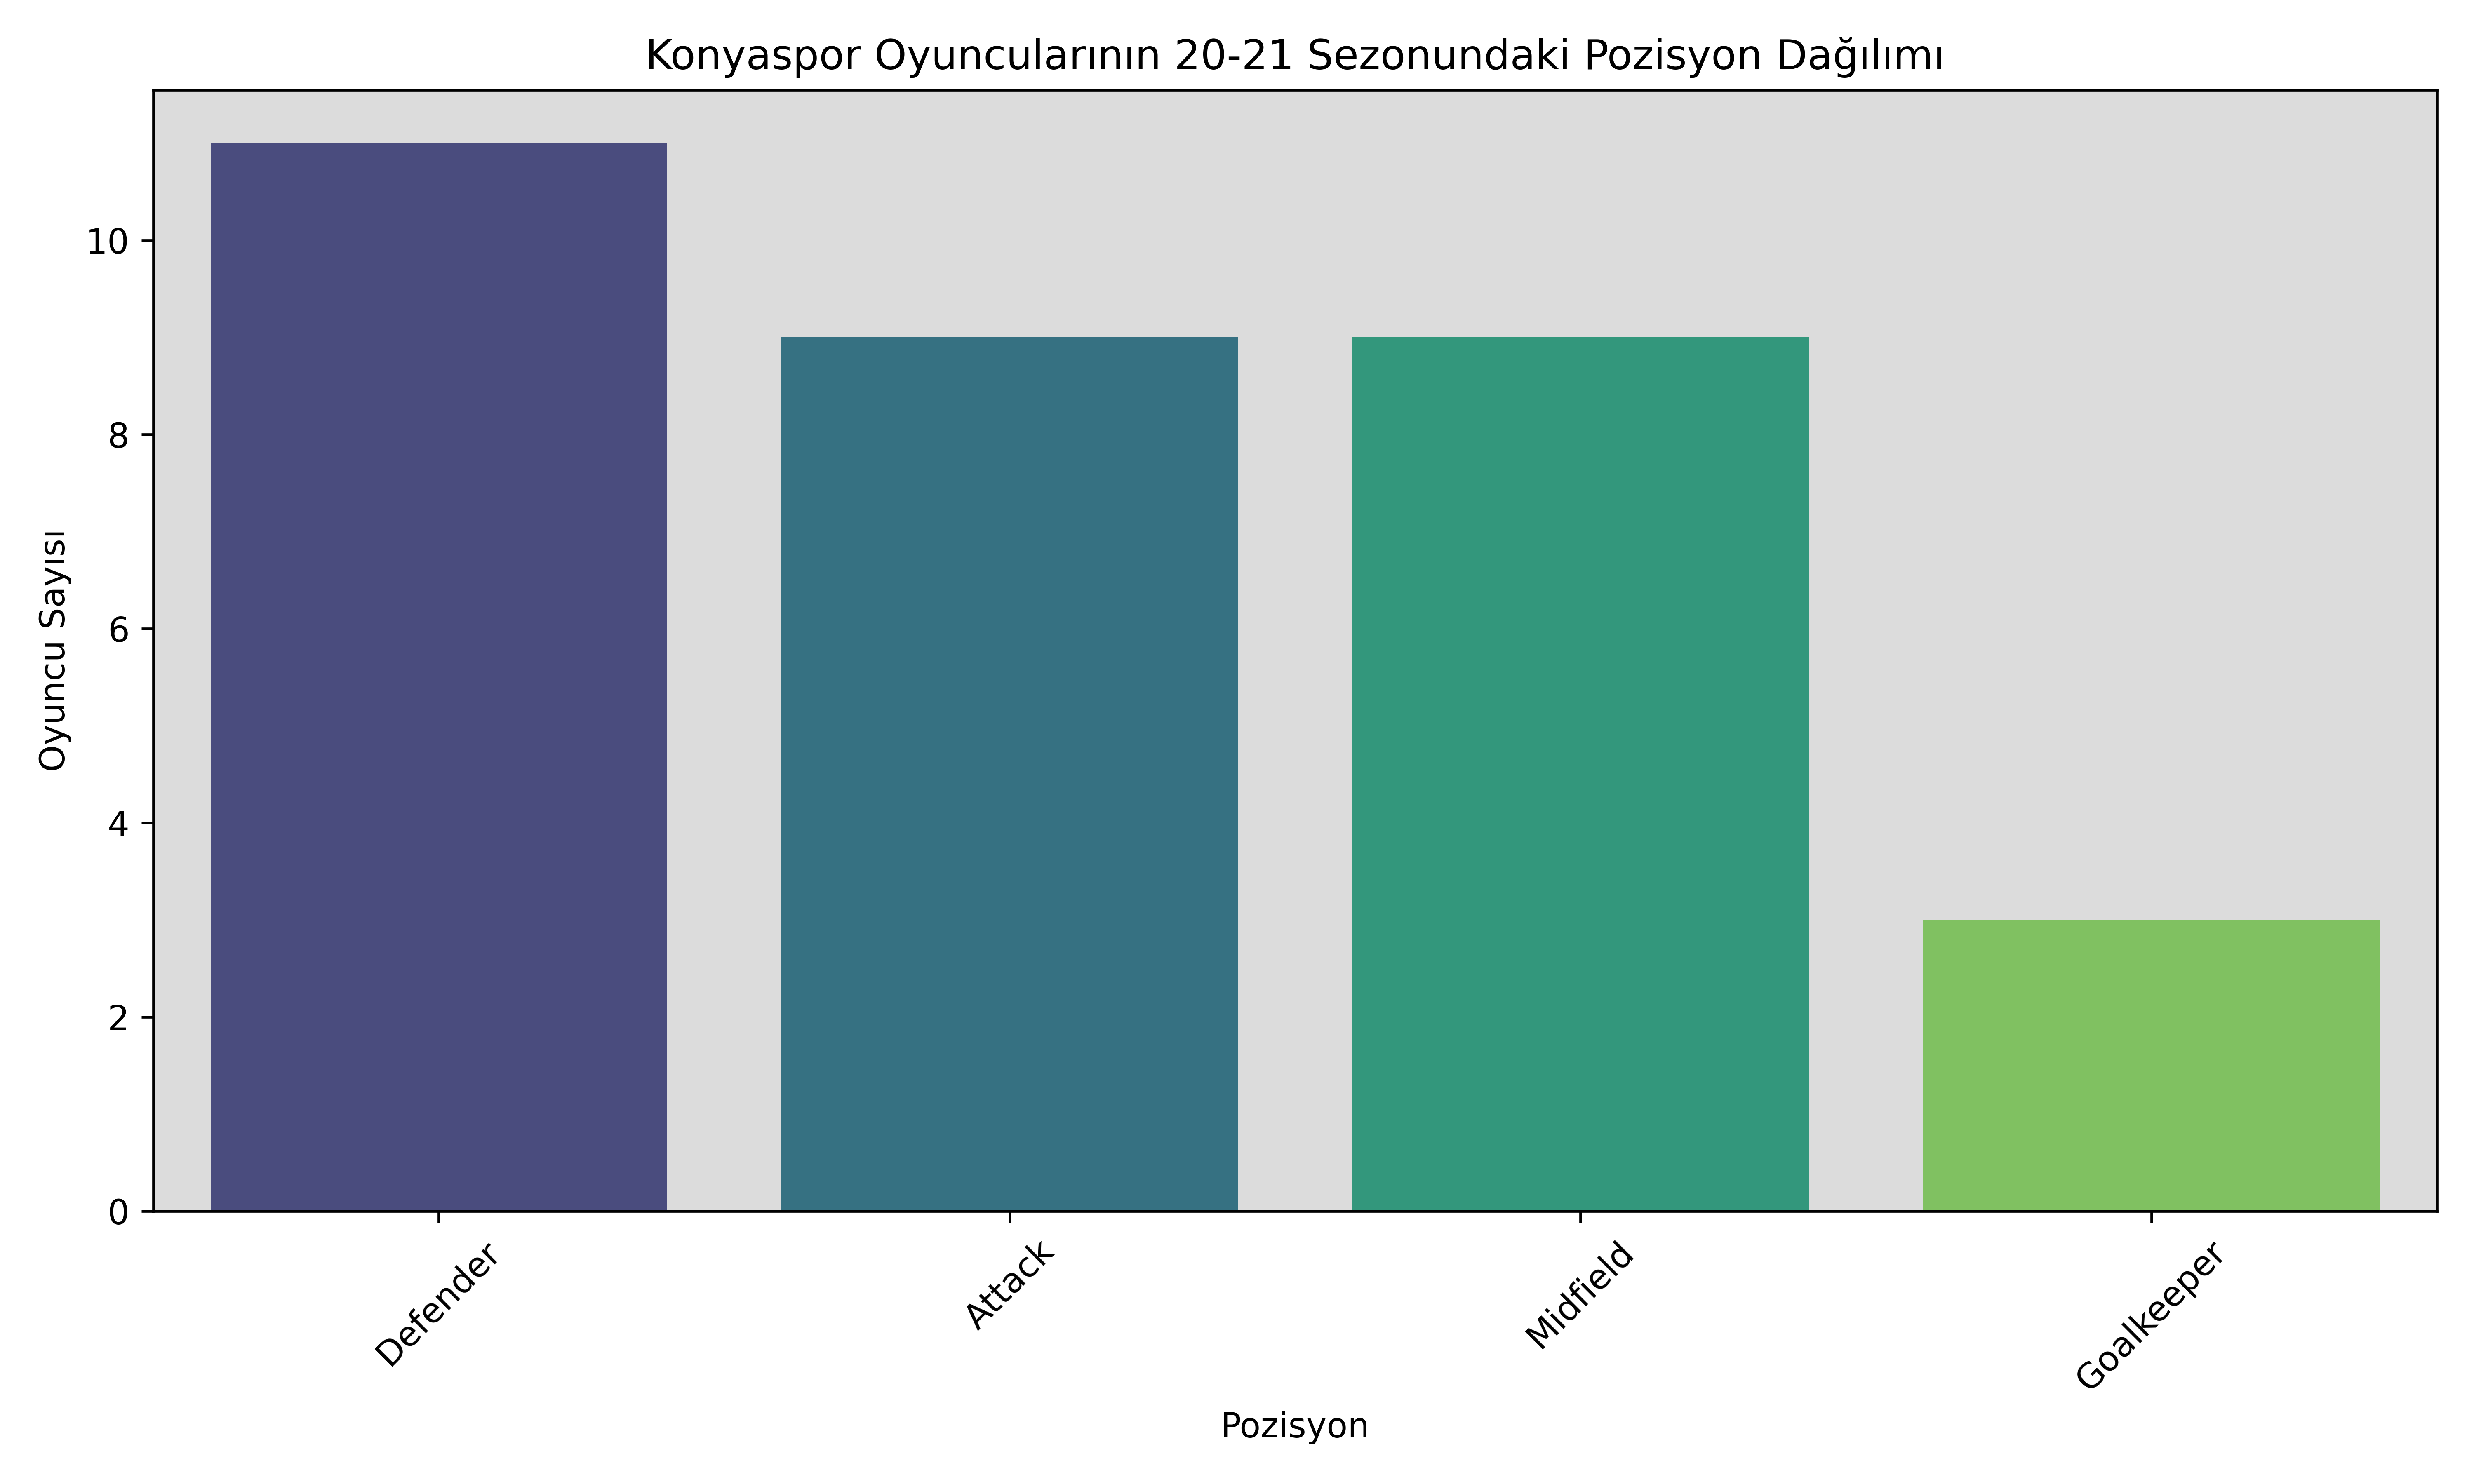 Konyaspor Oyuncularının 20-21 Sezonundaki Pozisyon Dağılımı
Oyuncu Sayısı
10
8
6
4
2
0
Defender
Attack
Midfield
Goalkeeper
Pozisyon